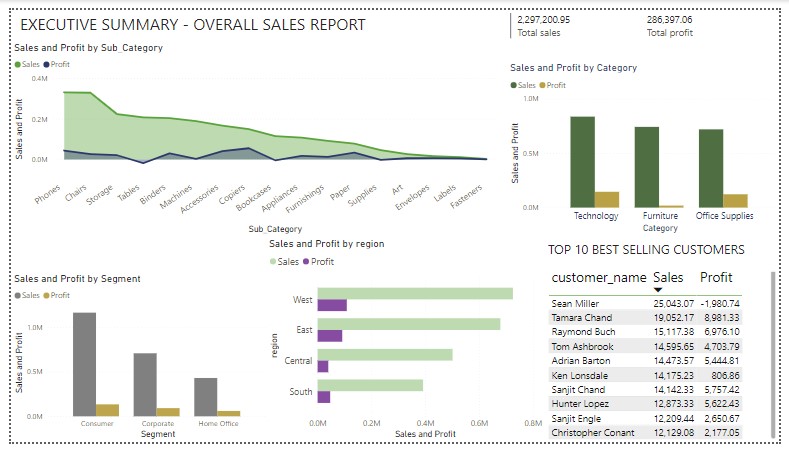 EXECUTIVE SUMMARY - OVERALL SALES REPORT
2,297,200.95
Total sales
286,397.06
Total profit
Sales and Profit by Sub_Category
Sales Profit
Sales and Profit
0.4M
0.2M
0.0M
Phones
Chairs
Storage
Tables
Binders
Machines
Accessories
Copiers
Bookcases
Appliances
Furnishings
Paper
Supplies
Art
Envelopes
Labels
Fasteners
Sub_Category
Sales and Profit by Category
Sales Profit
Sales and Profit
1.0M
0.5M
0.0M
Technology
Furniture
Office Supplies
Category
Sales and Profit by Segment
Sales Profit
Sales and Profit
1.0M
0.5M
0.0M
Consumer
Corporate
Home Office
Segment
Sales and Profit by region
Sales Profit
region
West
East
Central
South
0.0M 0.2M 0.4M 0.6M 0.8M
Sales and Profit
TOP 10 BEST SELLING CUSTOMERS
customer_name Sales Profit
Sean Miller 25,043.07 -1,980.74
Tamara Chand 19,052.17 8,981.33
Raymond Buch 15,117.38 6,976.10
Tom Ashbrook 14,595.65 4,703.79
Adrian Barton 14,473.57 5,444.81
Ken Lonsdale 14,175.23 806.86
Sanjit Chand 14,142.33 5,757.42
Hunter Lopez 12,873.33 5,622.43
Sanjit Engle 12,209.44 2,650.67
Christopher Conant 12,129.08 2,177.05